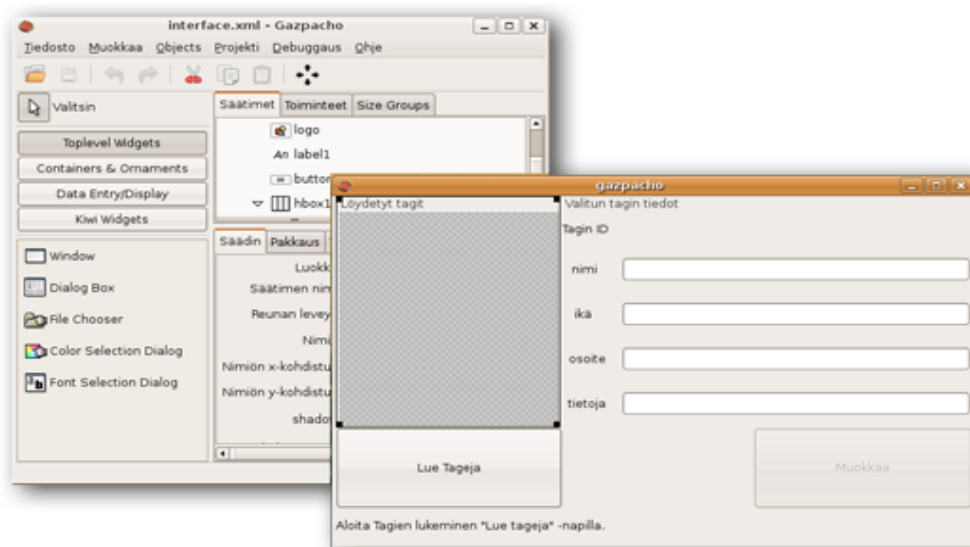 interface.xml - Gazpacho
Tiedosto Muokkaa Objects Projekti Debuggaus Ohje
Valitsin
Toplevel Widgets
Containers & Ornaments
Data Entry/Display
Kiwi Widgets
Window
Dialog Box
File Chooser
Color Selection Dialog
Font Selection Dialog
Säätimet Toiminteet Size Groups
logo
label1
button
hbox1
Säädin Pakkaus
Luokk
Säätimen nim
Reunan levey
Nimi
Nimiön x-kohdistu
Nimiön y-kohdistu
shado
gazpacho
Löydetyt tagit
Valitun tagin tiedot
Tagin ID
nimi
ikä
osoite
tietoja
Lue Tageja
Muokkaa
Aloita Tagien lukeminen "Lue tageja" -napilla.